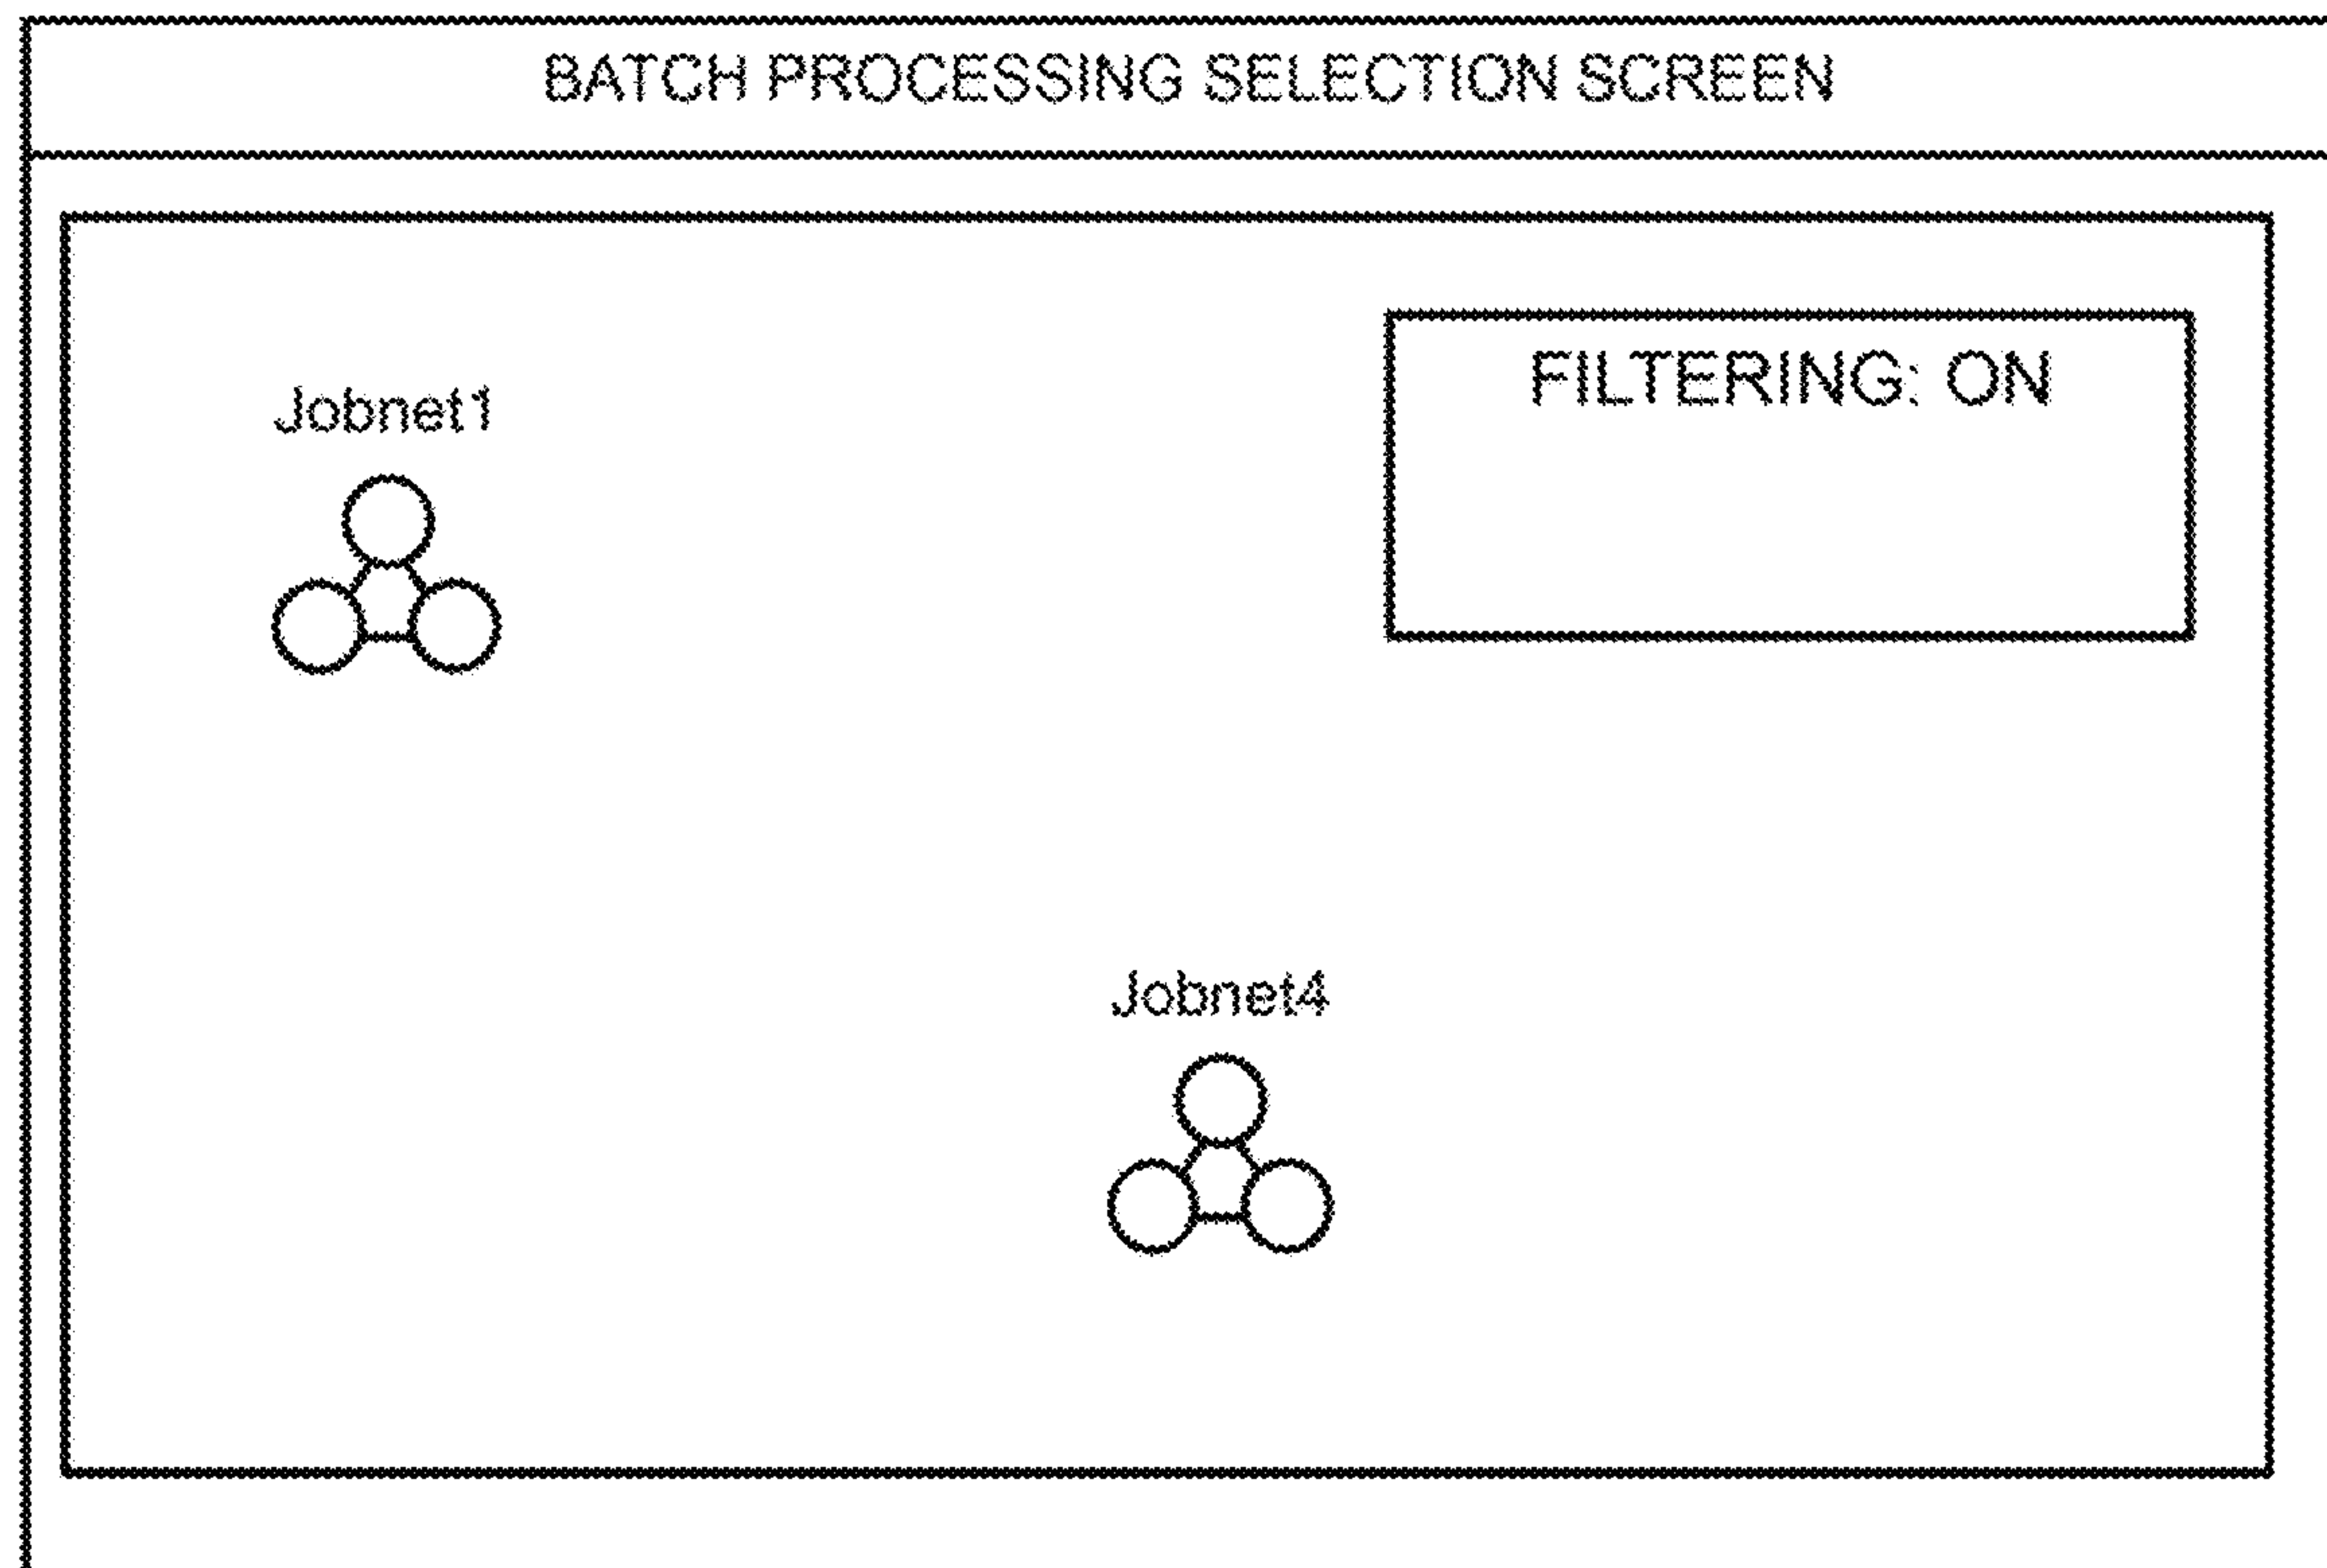 BATCH PROCESSING SELECTION SCREEN
FILTERING: ON
Jobnet1
Jobnet4